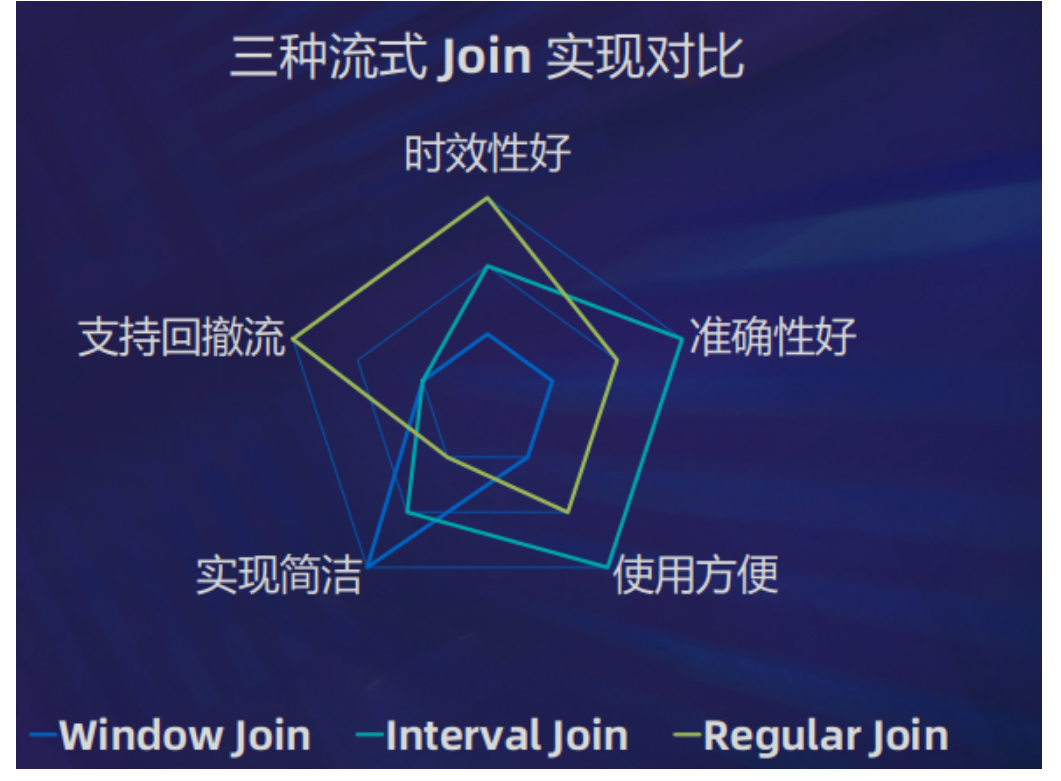 三种流式 Join 实现对比
时效性好
支持回撤流
准确性好
实现简洁
使用方便
Window Join
Interval Join
Regular Join